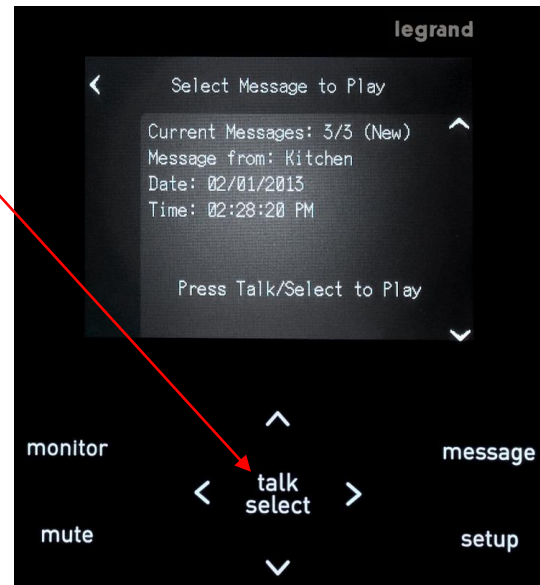 legrand
Select Message to Play
Current Messages: 3/3 (New)
Message from: Kitchen
Date: 02/01/2013
Time: 02:28:20 PM
Press Talk/Select to Play
monitor
message
talk
select
mute
setup